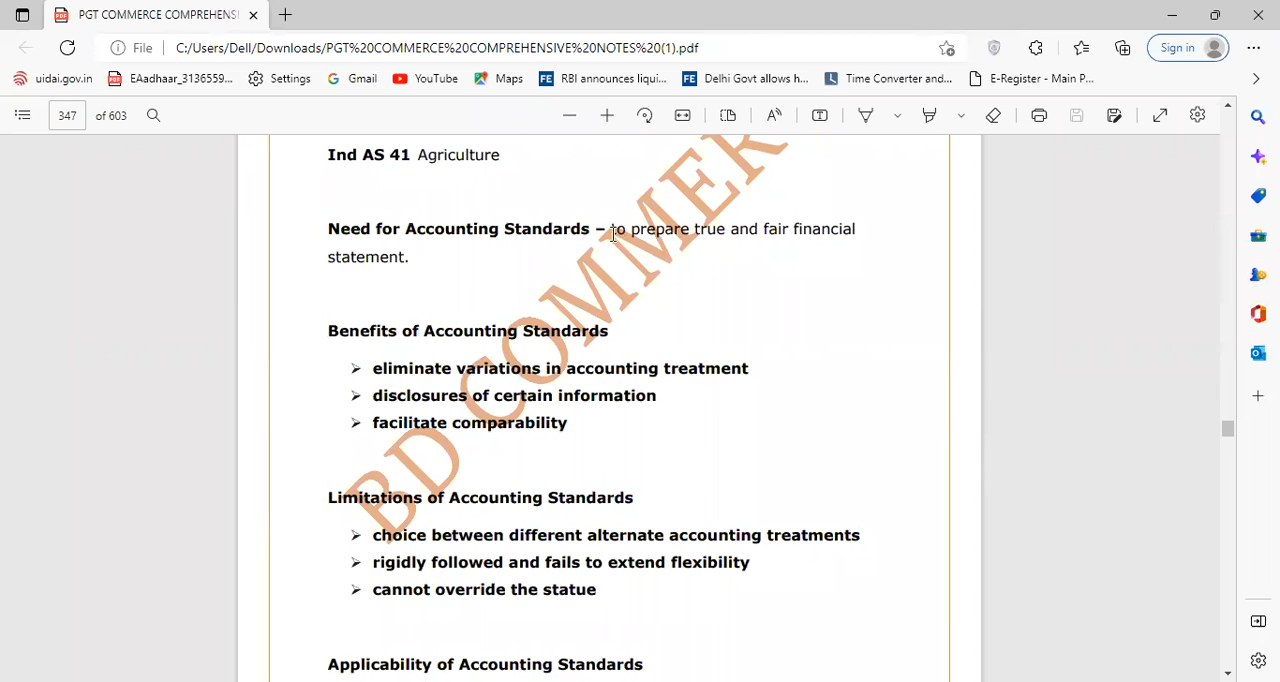 PGT COMMERCE COMPREHENSI
File C:/Users/Dell/Downloads/PGT%20COMMERCE%20COMPREHENSIVE%20NOTES%20(1).pdf Sign in
uidai.gov.in EAadhaar_3136559... Settings Gmail YouTube Maps RBI announces liqui... Delhi Govt allows h... Time Converter and... E-Register - Main P...
347 of 603
Ind AS 41 Agriculture
Need for Accounting Standards – to prepare true and fair financial
statement.
Benefits of Accounting Standards
➢ eliminate variations in accounting treatment
➢ disclosures of certain information
➢ facilitate comparability
Limitations of Accounting Standards
➢ choice between different alternate accounting treatments
➢ rigidly followed and fails to extend flexibility
➢ cannot override the statue
Applicability of Accounting Standards
BD COMMER